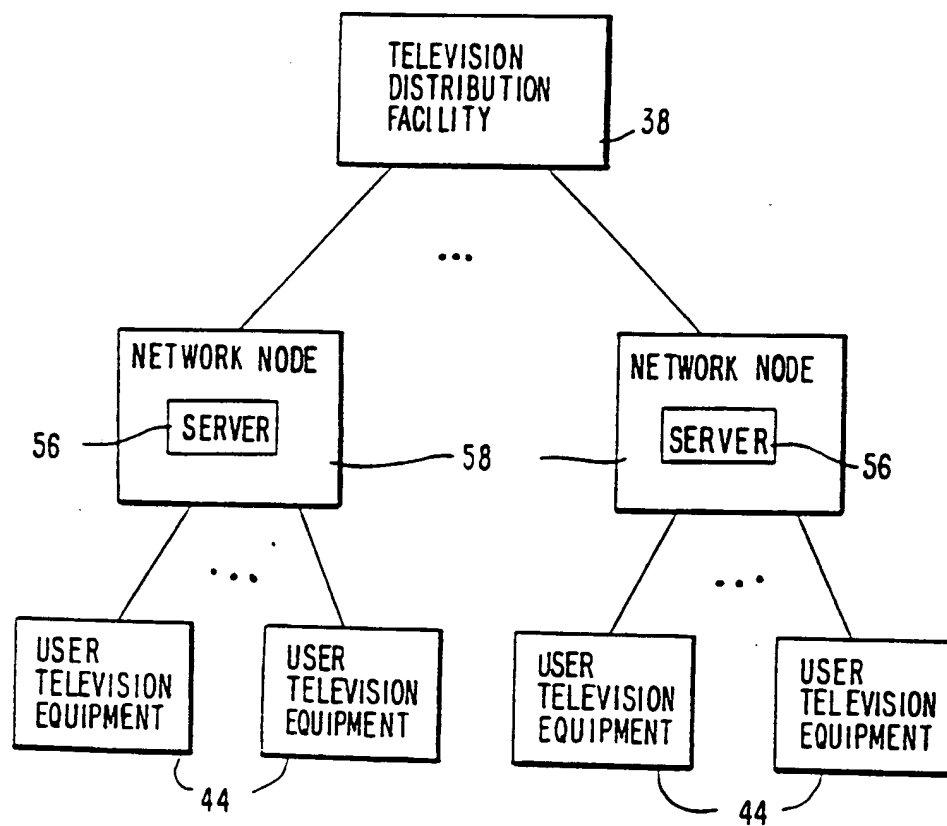 TELEVISION
DISTRIBUTION
FACILITY
38
...
NETWORK NODE
SERVER
56
58
NETWORK NODE
SERVER
56
...
...
USER
TELEVISION
EQUIPMENT
USER
TELEVISION
EQUIPMENT
44
USER
TELEVISION
EQUIPMENT
USER
TELEVISION
EQUIPMENT
44